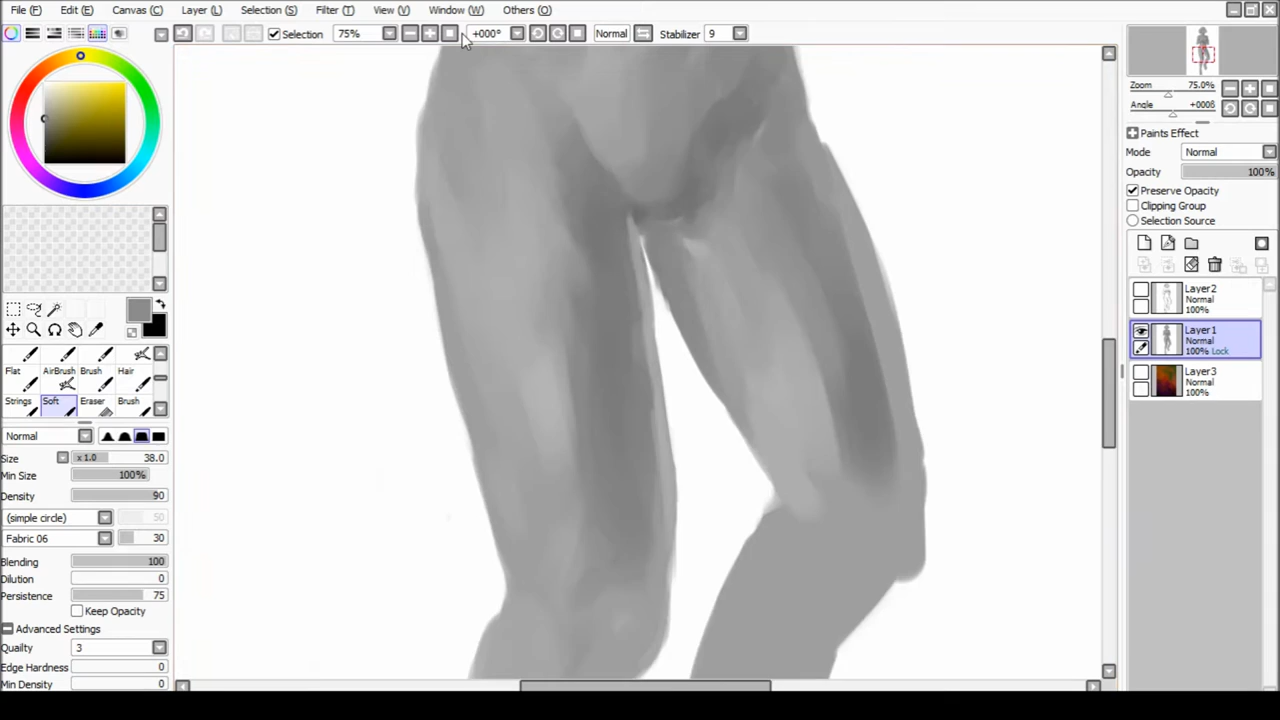 File (F) Edit (E) Canvas (C) Layer (L) Selection (S) Filter (T) View (V) Window (W) Others (O)
Selection 75% +000° Normal Stabilizer 9
Zoom 75.0%
Angle +000
Paints Effect
Mode Normal
Opacity 100%
Preserve Opacity
Clipping Group
Selection Source
Layer2
Normal
100%
Layer1
Normal
100% Lock
Layer3
Normal
100%
Flat AirBrush Brush Hair
Strings Soft Eraser Brush
Normal
Size x 1.0 38.0
Min Size 100%
Density 90
(simple circle) 50
Fabric 06 30
Blending 100
Dilution 0
Persistence 75
Keep Opacity
Advanced Settings
Quailty 3
Edge Hardness 0
Min Density 0